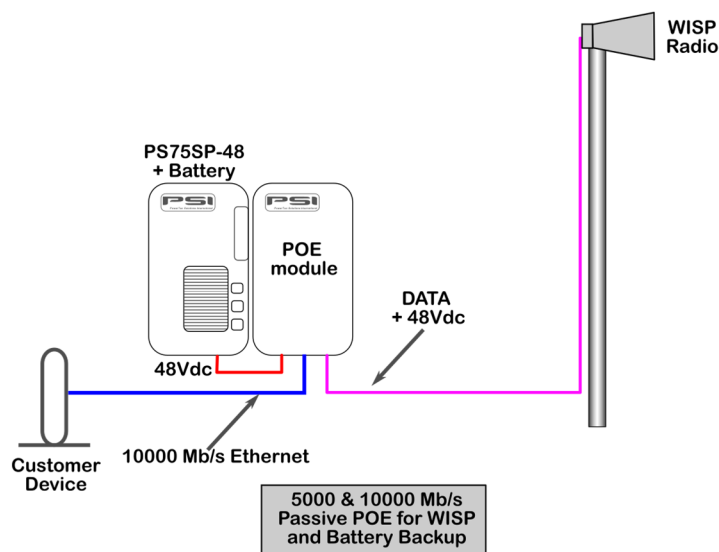 WISP
Radio
PS75SP-48
+ Battery
PSI
PSI
POE
module
DATA
+ 48Vdc
48Vdc
10000 Mb/s Ethernet
Customer
Device
5000 & 10000 Mb/s
Passive POE for WISP
and Battery Backup